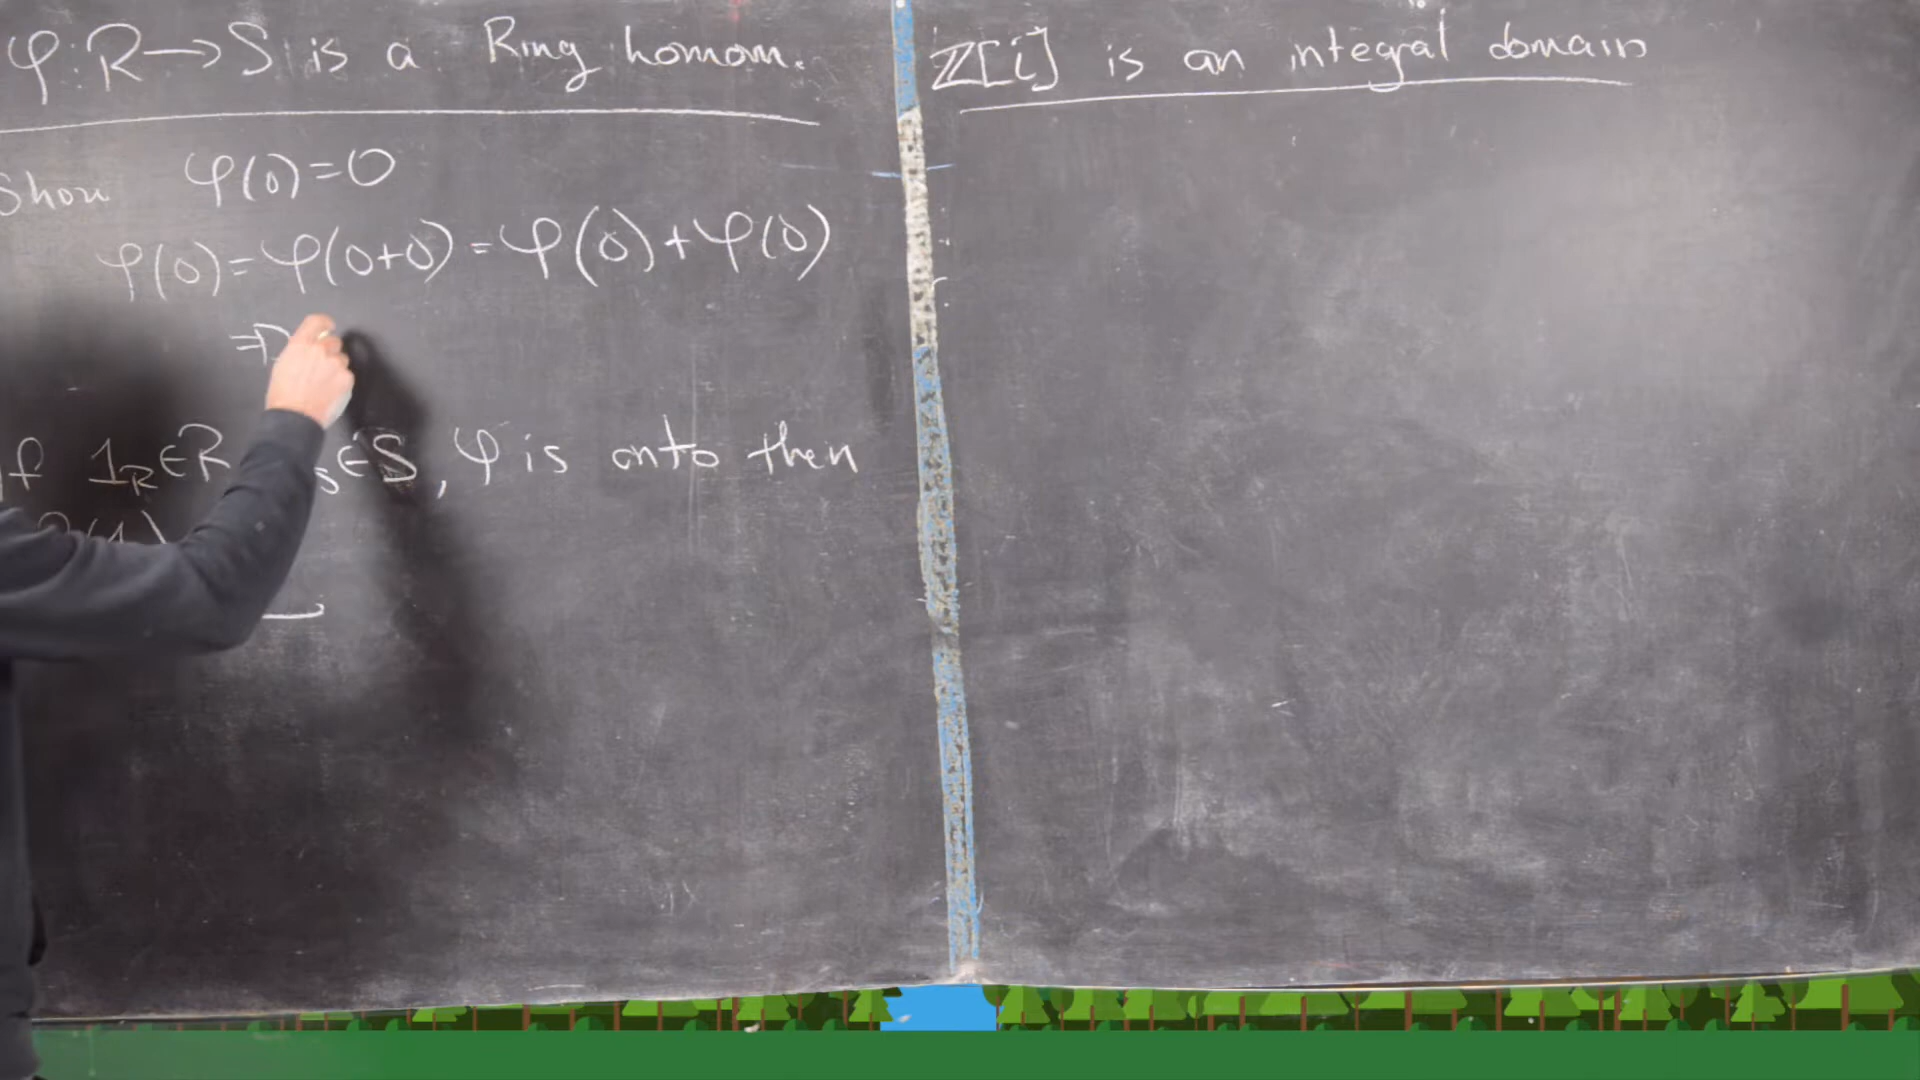 φ:R→S is a Ring homom.
Show φ(0)=0
φ(0)=φ(0+0)=φ(0)+φ(0)
=>
If 1_R∈R _S∈S, φ is onto then
ℤ[i] is an integral domain